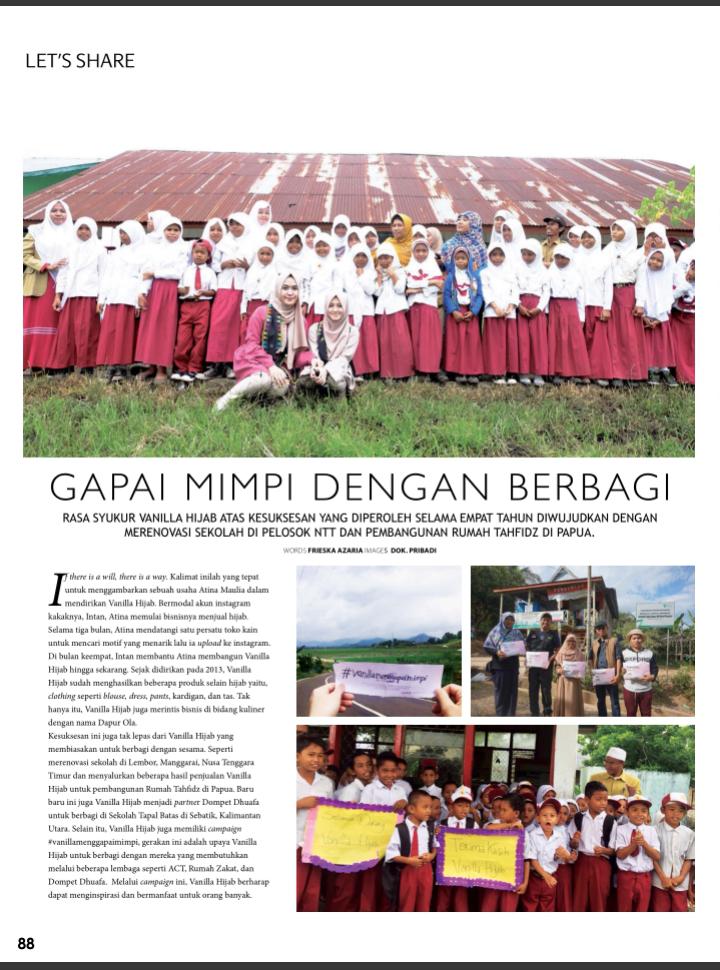 LET'S SHARE
GAPAI MIMPI DENGAN BERBAGI
RASA SYUKUR VANILLA HIJAB ATAS KESUKSESAN YANG DIPEROLEH SELAMA EMPAT TAHUN DIWUJUDKAN DENGAN
MERENOVASI SEKOLAH DI PELOSOK NTT DAN PEMBANGUNAN RUMAH TAHFIDZ DI PAPUA.
WORDS FRIESKA AZARIA IMAGES DOK. PRIBADI
If there is a will, there is a way. Kalimat inilah yang tepat
untuk menggambarkan sebuah usaha Atina Maulia dalam
mendirikan Vanilla Hijab. Bermodal akun instagram
kakaknya, Intan, Atina memulai bisnisnya menjual hijab.
Selama tiga bulan, Atina mendatangi satu persatu toko kain
untuk mencari motif yang menarik lalu ia upload ke instagram.
Di bulan keempat, Intan membantu Atina membangun Vanilla
Hijab hingga sekarang. Sejak didirikan pada 2013, Vanilla
Hijab sudah menghasilkan beberapa produk selain hijab yaitu,
clothing seperti blouse, dress, pants, kardigan, dan tas. Tak
hanya itu, Vanilla Hijab juga merintis bisnis di bidang kuliner
dengan nama Dapur Ola.
Kesuksesan ini juga tak lepas dari Vanilla Hijab yang
membiasakan untuk berbagi dengan sesama. Seperti
merenovasi sekolah di Lembor, Manggarai, Nusa Tenggara
Timur dan menyalurkan beberapa hasil penjualan Vanilla
Hijab untuk pembangunan Rumah Tahfidz di Papua. Baru
baru ini juga Vanilla Hijab menjadi partner Dompet Dhuafa
untuk berbagi di Sekolah Tapal Batas di Sebatik, Kalimantan
Utara. Selain itu, Vanilla Hijab juga memiliki campaign
#vanillamenggapaimimpi, gerakan ini adalah upaya Vanilla
Hijab untuk berbagi dengan mereka yang membutuhkan
melalui beberapa lembaga seperti ACT, Rumah Zakat, dan
Dompet Dhuafa. Melalui campaign ini, Vanilla Hijab berharap
dapat menginspirasi dan bermanfaat untuk orang banyak.
Vanilla Hijab
Terima Kasih
Vanilla Hijab
88